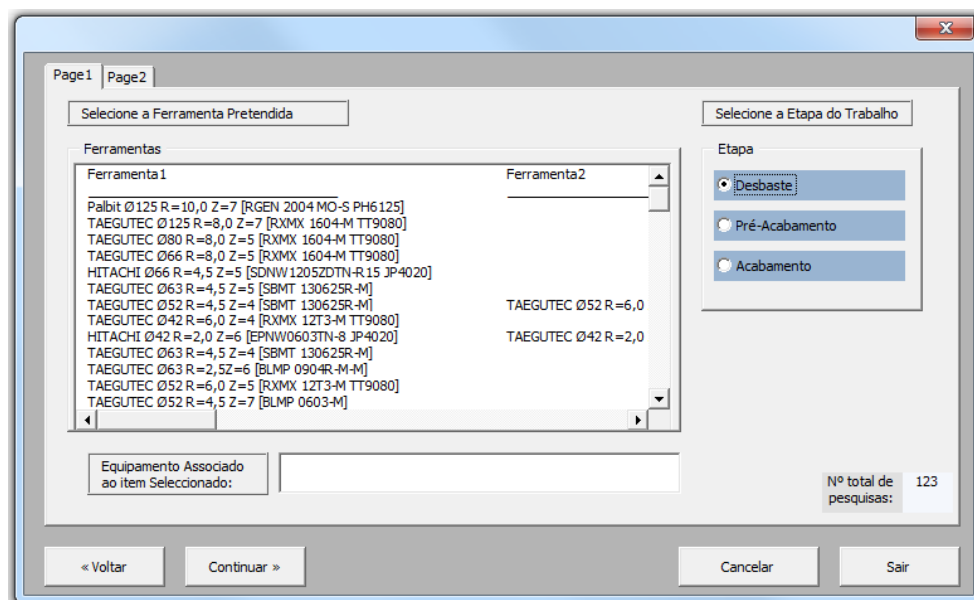 Page1 Page2
Selecione a Ferramenta Pretendida
Selecione a Etapa do Trabalho
Ferramentas
Ferramenta1 Ferramenta2
Palbit Ø125 R=10,0 Z=7 [RGEN 2004 MO-S PH6125]
TAEGUTEC Ø125 R=8,0 Z=7 [RXMX 1604-M TT9080]
TAEGUTEC Ø80 R=8,0 Z=5 [RXMX 1604-M TT9080]
TAEGUTEC Ø66 R=8,0 Z=5 [RXMX 1604-M TT9080]
HITACHI Ø66 R=4,5 Z=5 [SDNW1205ZDTN-R15 JP4020]
TAEGUTEC Ø63 R=4,5 Z=5 [SBMT 130625R-M]
TAEGUTEC Ø52 R=4,5 Z=4 [SBMT 130625R-M] TAEGUTEC Ø52 R=6,0
TAEGUTEC Ø42 R=6,0 Z=4 [RXMX 12T3-M TT9080]
HITACHI Ø42 R=2,0 Z=6 [EPNW0603TN-8 JP4020] TAEGUTEC Ø42 R=2,0
TAEGUTEC Ø63 R=4,5 Z=4 [SBMT 130625R-M]
TAEGUTEC Ø63 R=2,5Z=6 [BLMP 0904R-M-M]
TAEGUTEC Ø52 R=6,0 Z=5 [RXMX 12T3-M TT9080]
TAEGUTEC Ø52 R=4,5 Z=7 [BLMP 0603-M]
Etapa
Desbaste
Pré-Acabamento
Acabamento
Equipamento Associado
ao item Seleccionado:
Nº total de 123
pesquisas:
« Voltar
Continuar »
Cancelar
Sair